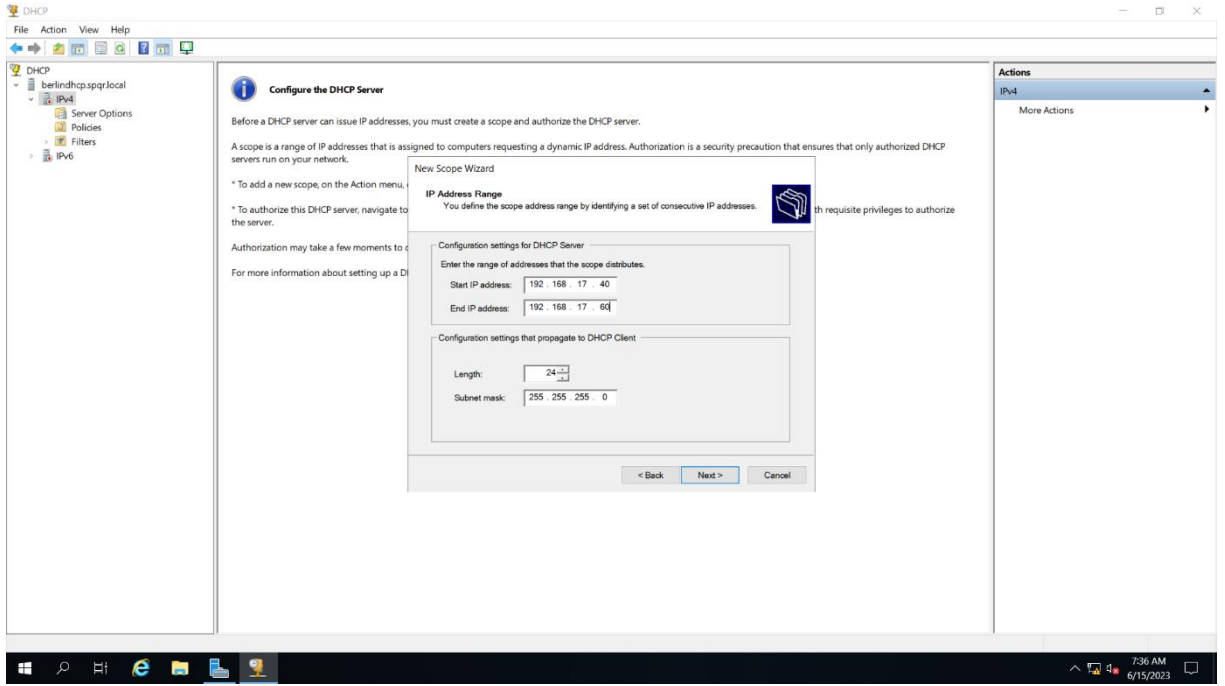 DHCP
File Action View Help
DHCP
berlindhcp.spqr.local
IPv4
Server Options
Policies
Filters
IPv6
Configure the DHCP Server
Before a DHCP server can issue IP addresses, you must create a scope and authorize the DHCP server.
A scope is a range of IP addresses that is assigned to computers requesting a dynamic IP address. Authorization is a security precaution that ensures that only authorized DHCP
servers run on your network.
* To add a new scope, on the Action menu,
* To authorize this DHCP server, navigate to
th requisite privileges to authorize
the server.
Authorization may take a few moments to
For more information about setting up a D
New Scope Wizard
IP Address Range
You define the scope address range by identifying a set of consecutive IP addresses.
Configuration settings for DHCP Server
Enter the range of addresses that the scope distributes.
Start IP address: 192 . 168 . 17 . 40
End IP address: 192 . 168 . 17 . 60
Configuration settings that propagate to DHCP Client
Length: 24
Subnet mask: 255 . 255 . 255 . 0
< Back Next > Cancel
Actions
IPv4
More Actions
7:36 AM
6/15/2023